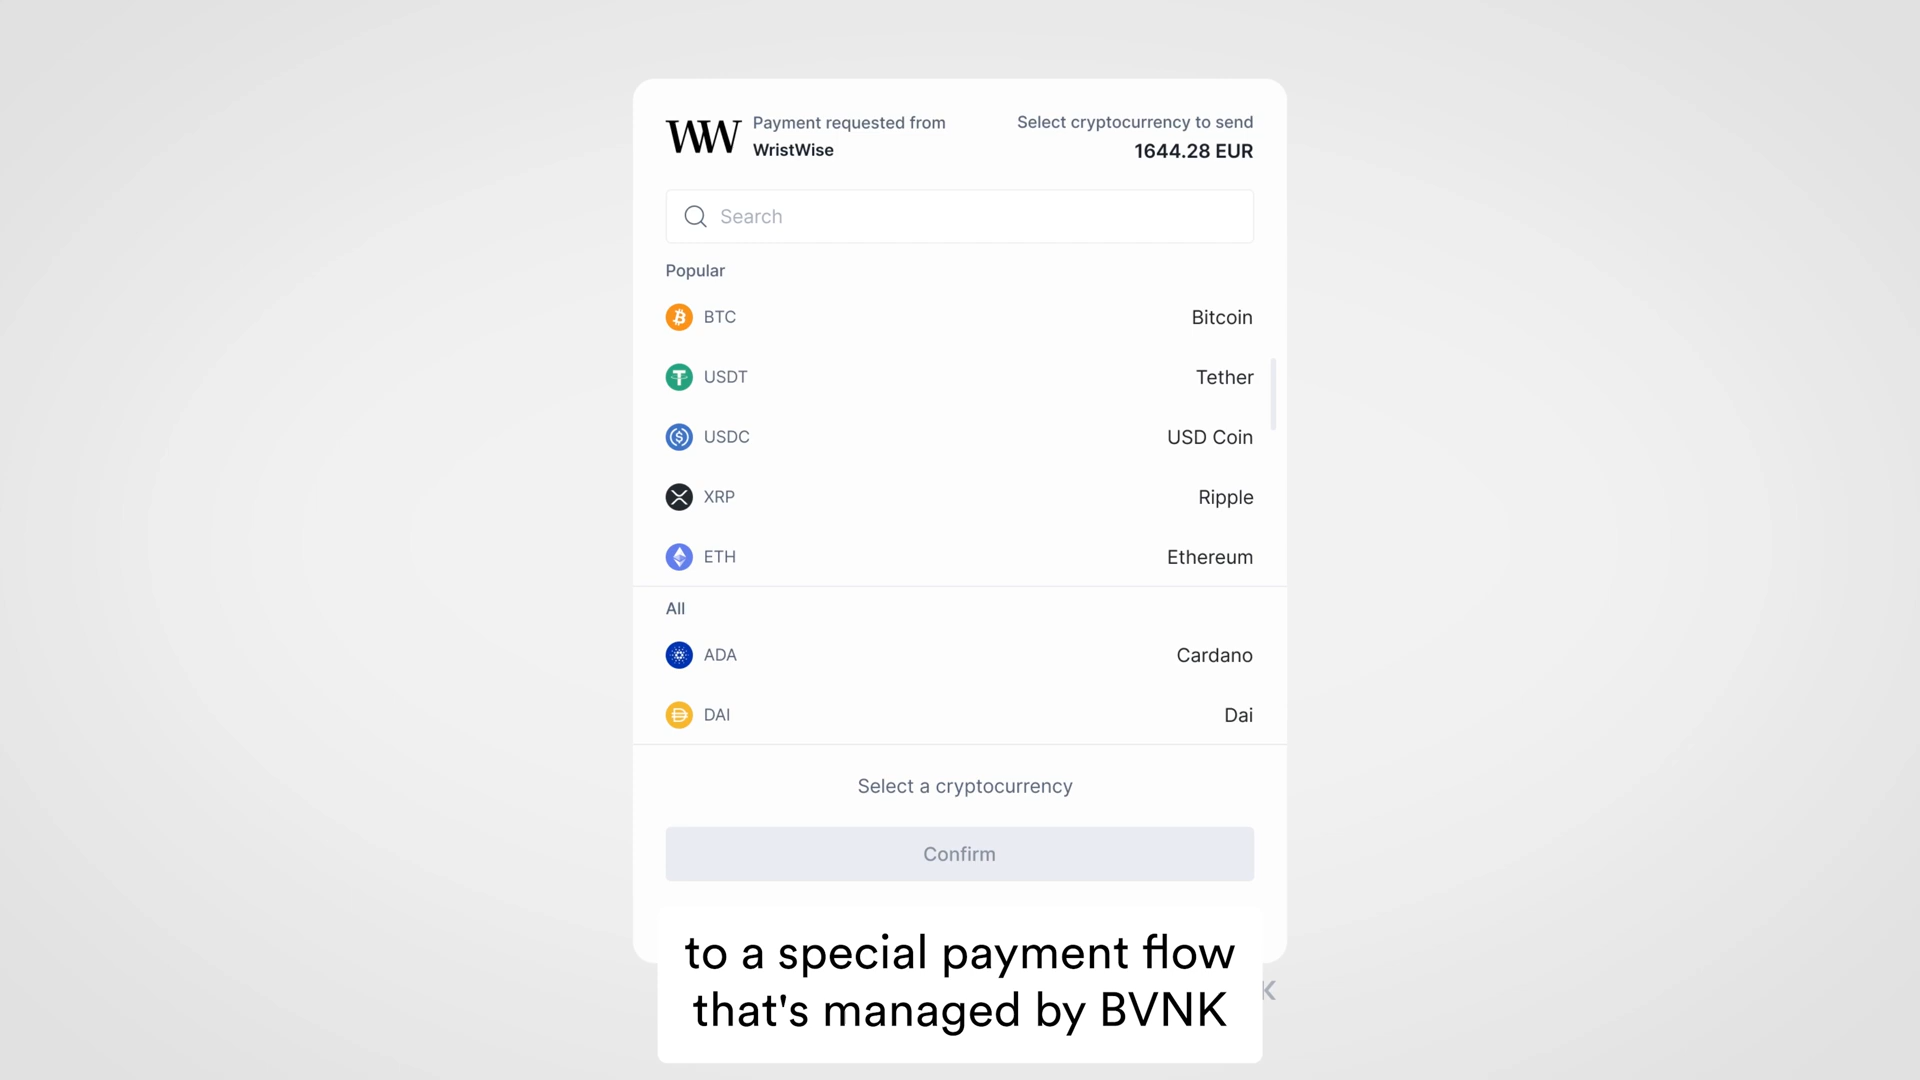 WW
Payment requested from
WristWise
Select cryptocurrency to send
1644.28 EUR
Search
Popular
BTC Bitcoin
USDT Tether
USDC USD Coin
XRP Ripple
ETH Ethereum
All
ADA Cardano
DAI Dai
Select a cryptocurrency
Confirm
to a special payment flow
that's managed by BVNK
K